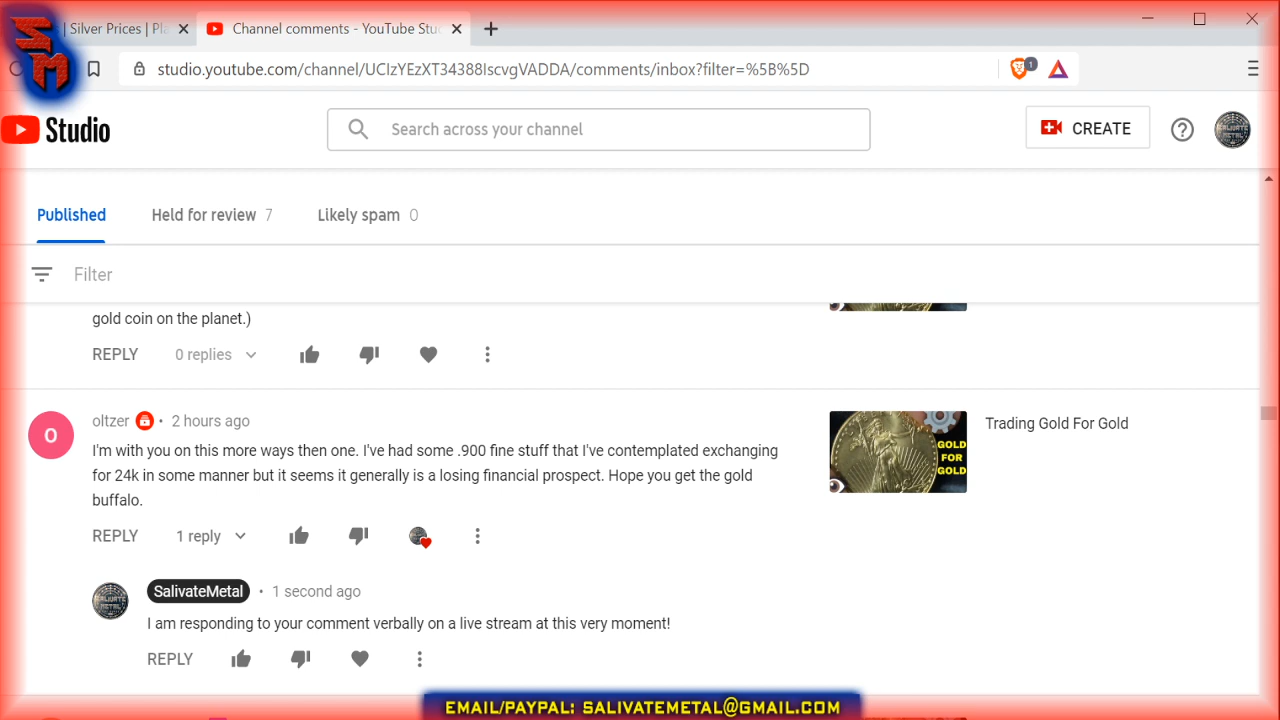 | Silver Prices | Pl
Channel comments - YouTube Stu
studio.youtube.com/channel/UCIzYEzXT34388IscvgVADDA/comments/inbox?filter=%5B%5D
1
Studio
Search across your channel
CREATE
SALIVATE METAL
Published
Held for review 7
Likely spam 0
Filter
gold coin on the planet.)
REPLY 0 replies
O
oltzer • 2 hours ago
I'm with you on this more ways then one. I've had some .900 fine stuff that I've contemplated exchanging
for 24k in some manner but it seems it generally is a losing financial prospect. Hope you get the gold
buffalo.
GOLD
FOR
GOLD
Trading Gold For Gold
REPLY 1 reply
SalivateMetal • 1 second ago
I am responding to your comment verbally on a live stream at this very moment!
REPLY
EMAIL/PAYPAL: SALIVATEMETAL@GMAIL.COM
SM